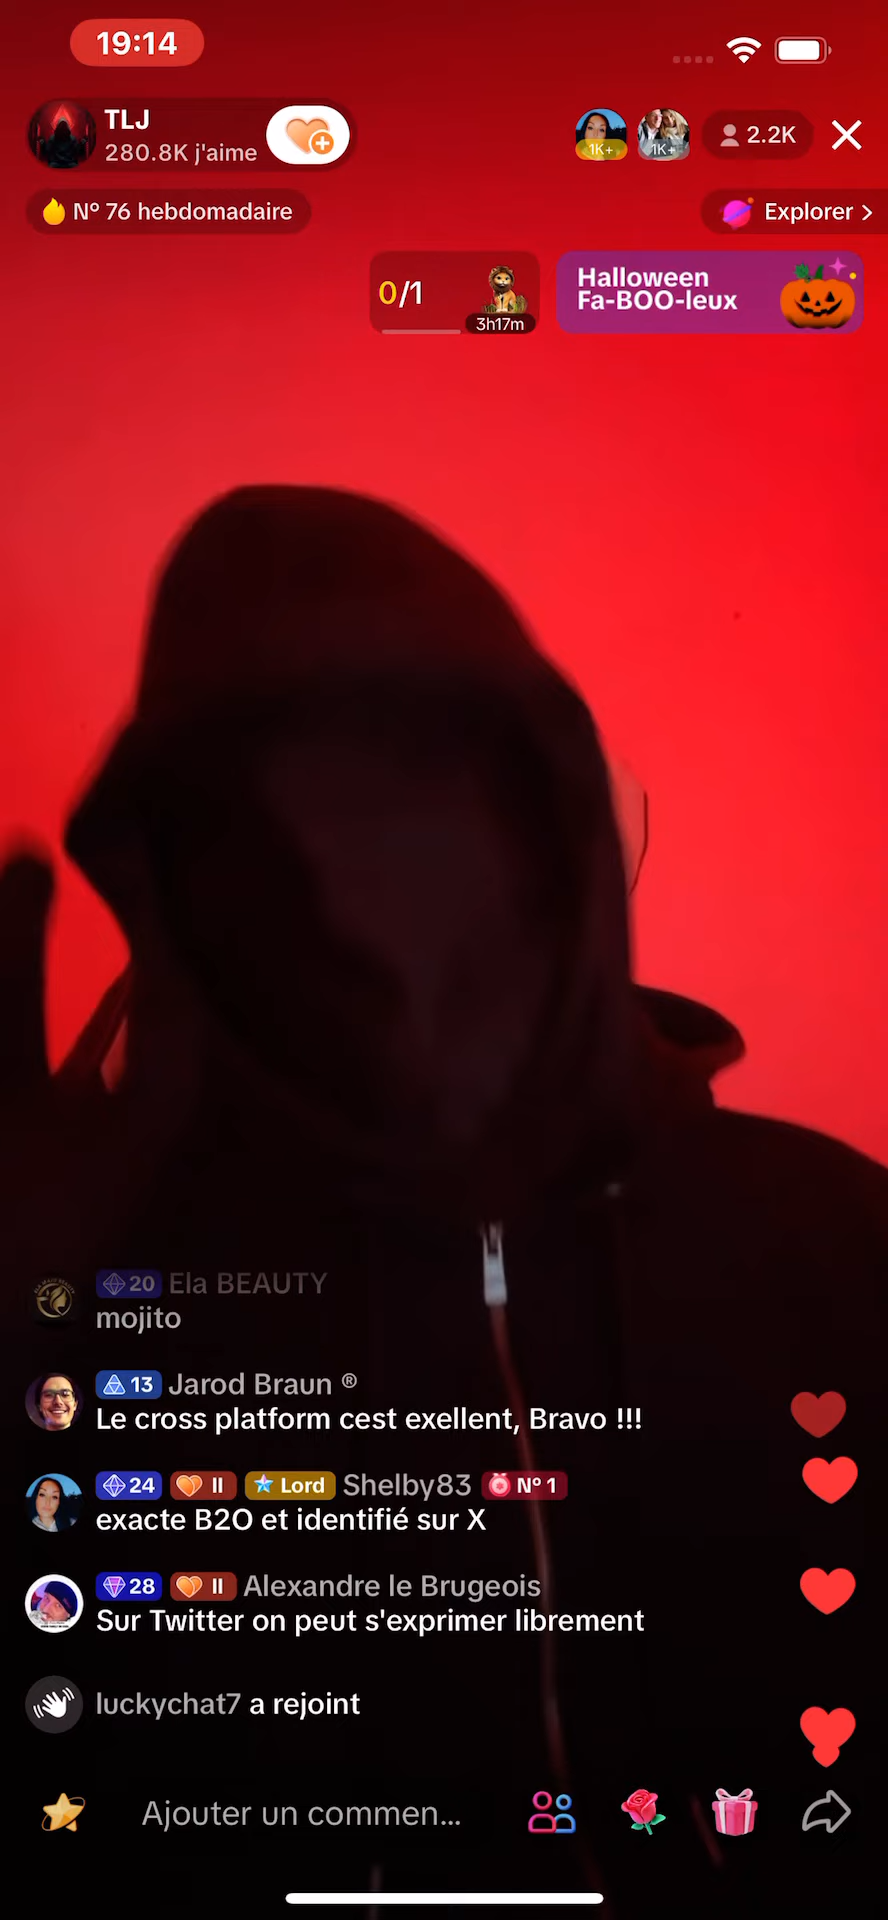 19:14
TLJ
280.8K j'aime
1K+
1K+
2.2K
Nº 76 hebdomadaire
Explorer >
0/1
3h17m
Halloween
Fa-BOO-leux
20 Ela BEAUTY
mojito
13 Jarod Braun ®
Le cross platform cest exellent, Bravo !!!
24 II Lord Shelby83 Nº 1
exacte B2O et identifié sur X
28 II Alexandre le Brugeois
Sur Twitter on peut s'exprimer librement
luckychat7 a rejoint
Ajouter un commen...